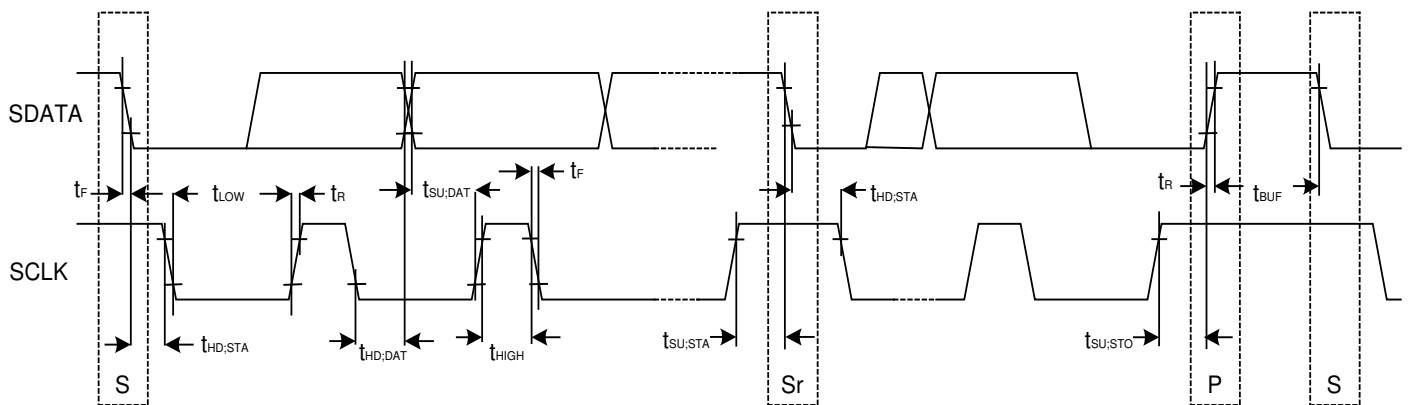 SDATA
tF
tLOW
tR
tSU;DAT
tF
tHD;STA
tR
tBUF
SCLK
tHD;STA
tHD;DAT
tHIGH
tSU;STA
tSU;STO
S
Sr
P
S